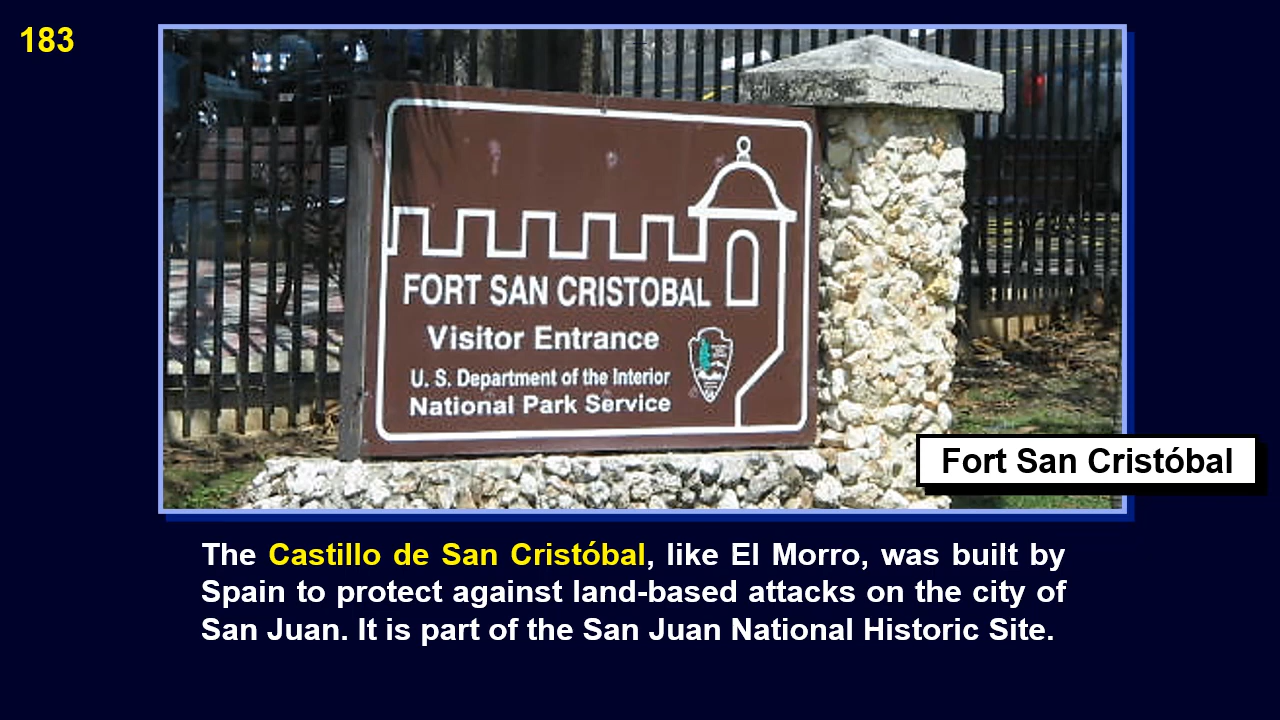 183
FORT SAN CRISTOBAL
Visitor Entrance
U. S. Department of the Interior
National Park Service
Fort San Cristóbal
The Castillo de San Cristóbal, like El Morro, was built by
Spain to protect against land-based attacks on the city of
San Juan. It is part of the San Juan National Historic Site.